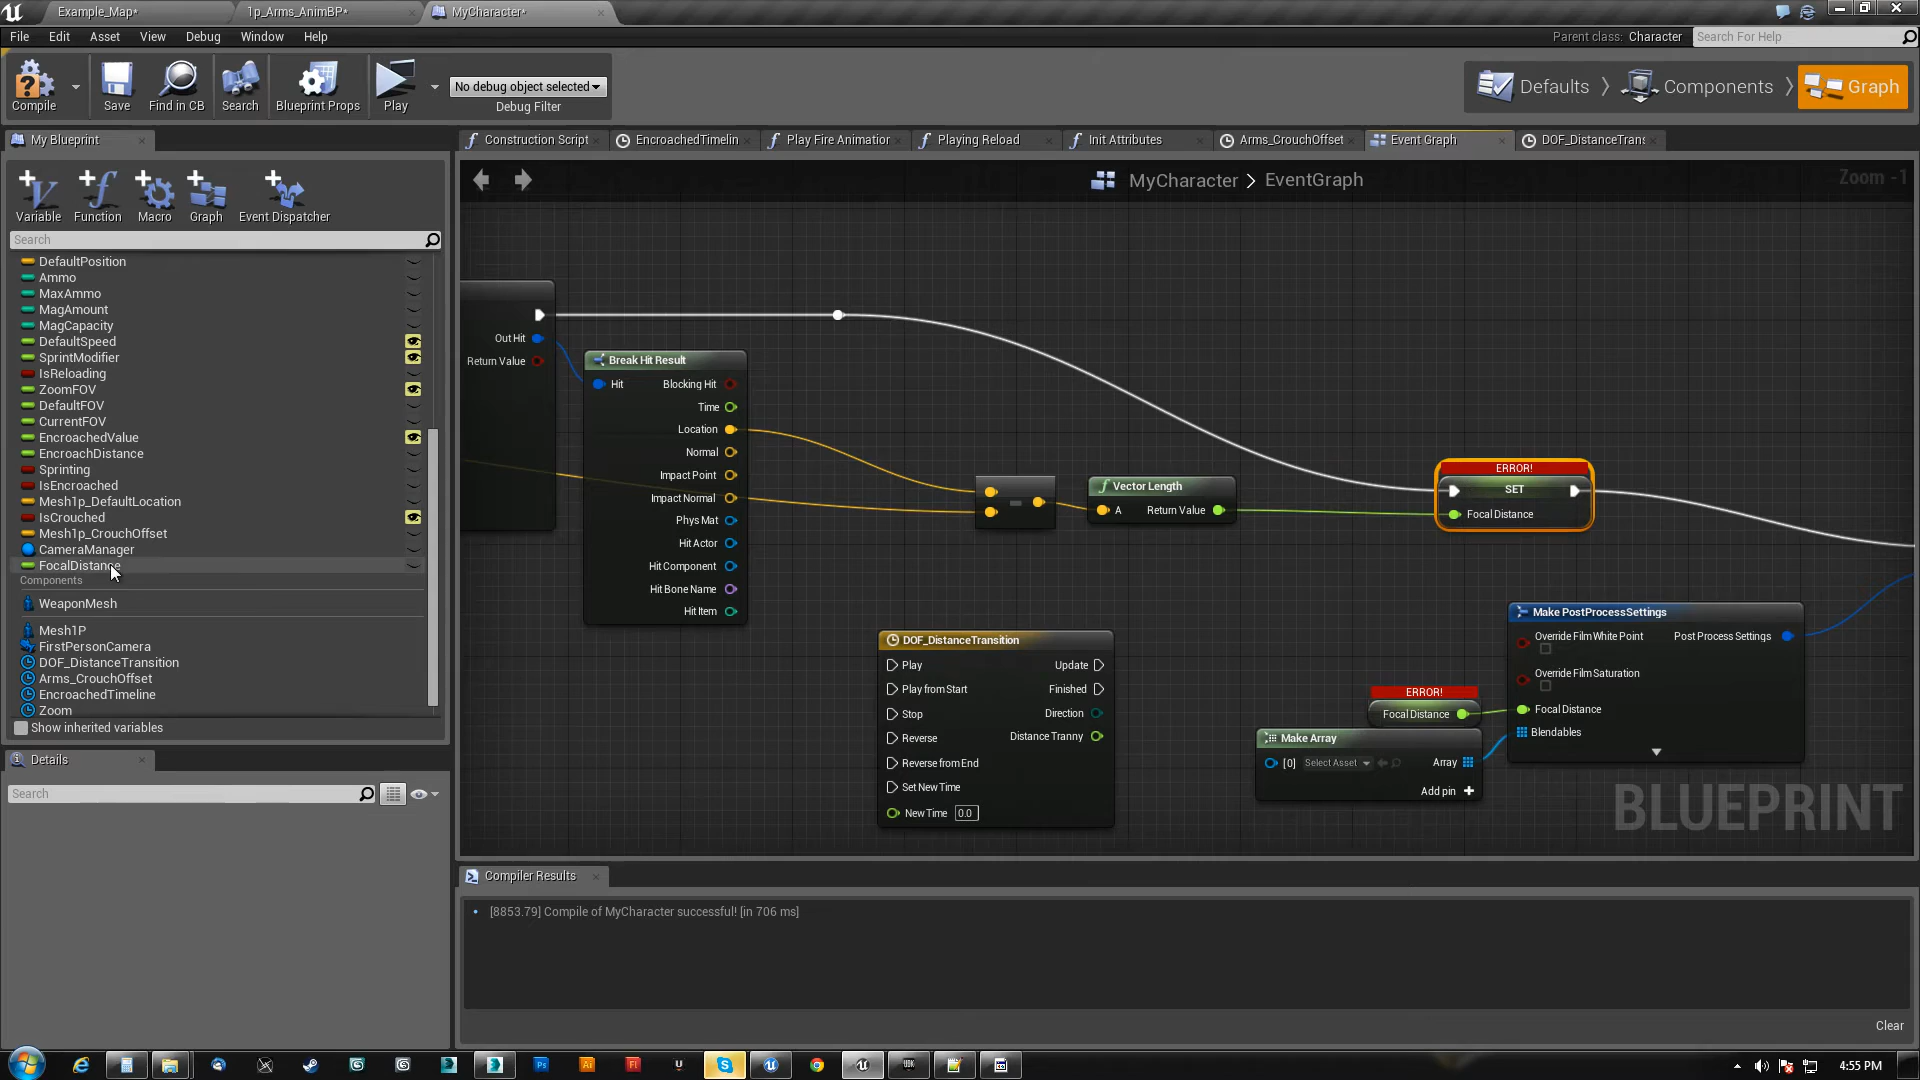 Example_Map*
1p_Arms_AnimBP*
MyCharacter*
File
Edit
Asset
View
Debug
Window
Help
Parent class: Character
Search For Help
Compile
Save
Find in CB
Search
Blueprint Props
Play
No debug object selected
Debug Filter
Defaults
Components
Graph
My Blueprint
Construction Script
EncroachedTimelin
Play Fire Animation
Playing Reload
Init Attributes
Arms_CrouchOffset
Event Graph
DOF_DistanceTrans
Variable
Function
Macro
Graph
Event Dispatcher
Search
MyCharacter > EventGraph
Zoom -1
DefaultPosition
Ammo
MaxAmmo
MagAmount
MagCapacity
DefaultSpeed
SprintModifier
IsReloading
ZoomFOV
DefaultFOV
CurrentFOV
EncroachedValue
EncroachDistance
Sprinting
IsEncroached
Mesh1p_DefaultLocation
IsCrouched
Mesh1p_CrouchOffset
CameraManager
FocalDistance
Components
WeaponMesh
Mesh1P
FirstPersonCamera
DOF_DistanceTransition
Arms_CrouchOffset
EncroachedTimeline
Zoom
Show inherited variables
Details
Search
Out Hit
Return Value
Break Hit Result
Hit
Blocking Hit
Time
Location
Normal
Impact Point
Impact Normal
Phys Mat
Hit Actor
Hit Component
Hit Bone Name
Hit Item
Vector Length
A
Return Value
ERROR!
SET
Focal Distance
DOF_DistanceTransition
Play
Update
Play from Start
Finished
Stop
Direction
Reverse
Distance Tranny
Reverse from End
Set New Time
New Time 0.0
ERROR!
Focal Distance
Make Array
[0] Select Asset
Array
Add pin
Make PostProcessSettings
Override Film White Point
Post Process Settings
Override Film Saturation
Focal Distance
Blendables
BLUEPRINT
Compiler Results
[8853.79] Compile of MyCharacter successful! [in 706 ms]
Clear
4:55 PM